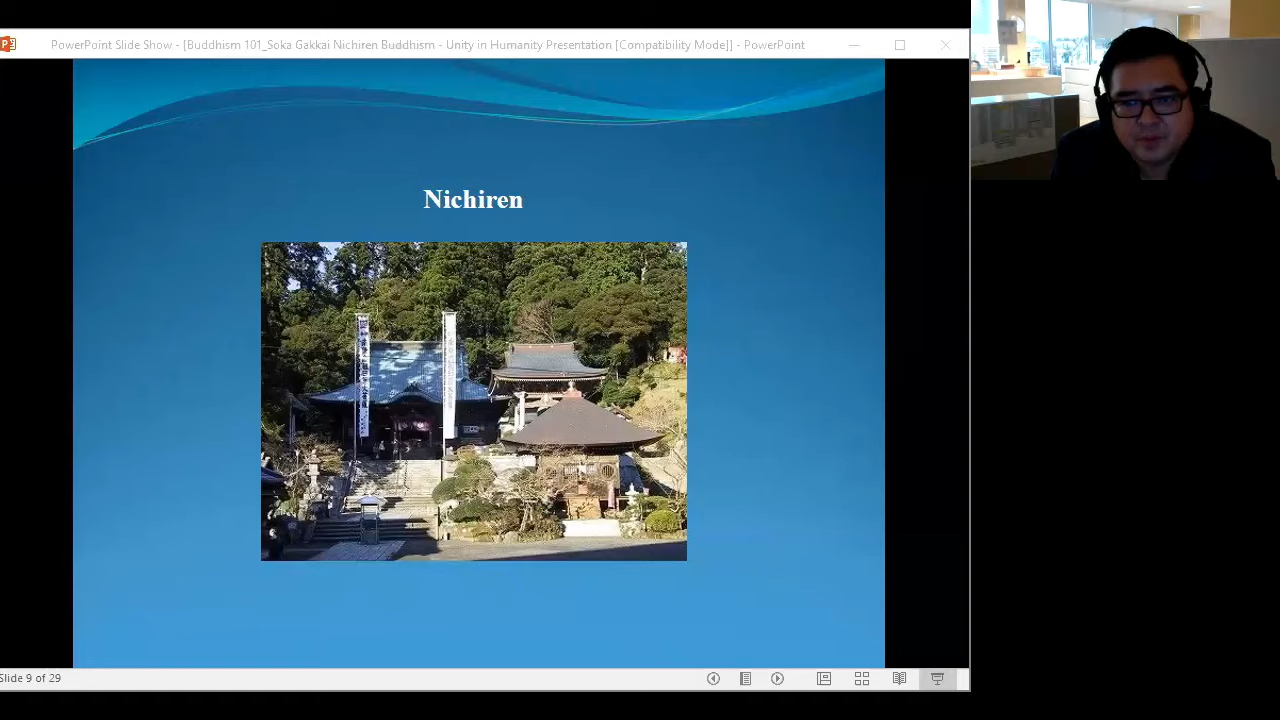 PowerPoint Slide Show - [Buddhism 101_Soka Gakkai Nichiren Buddhism - Unity in Humanity Presentation [Compatibility Mode]] - PowerPoint
Nichiren
Slide 9 of 29